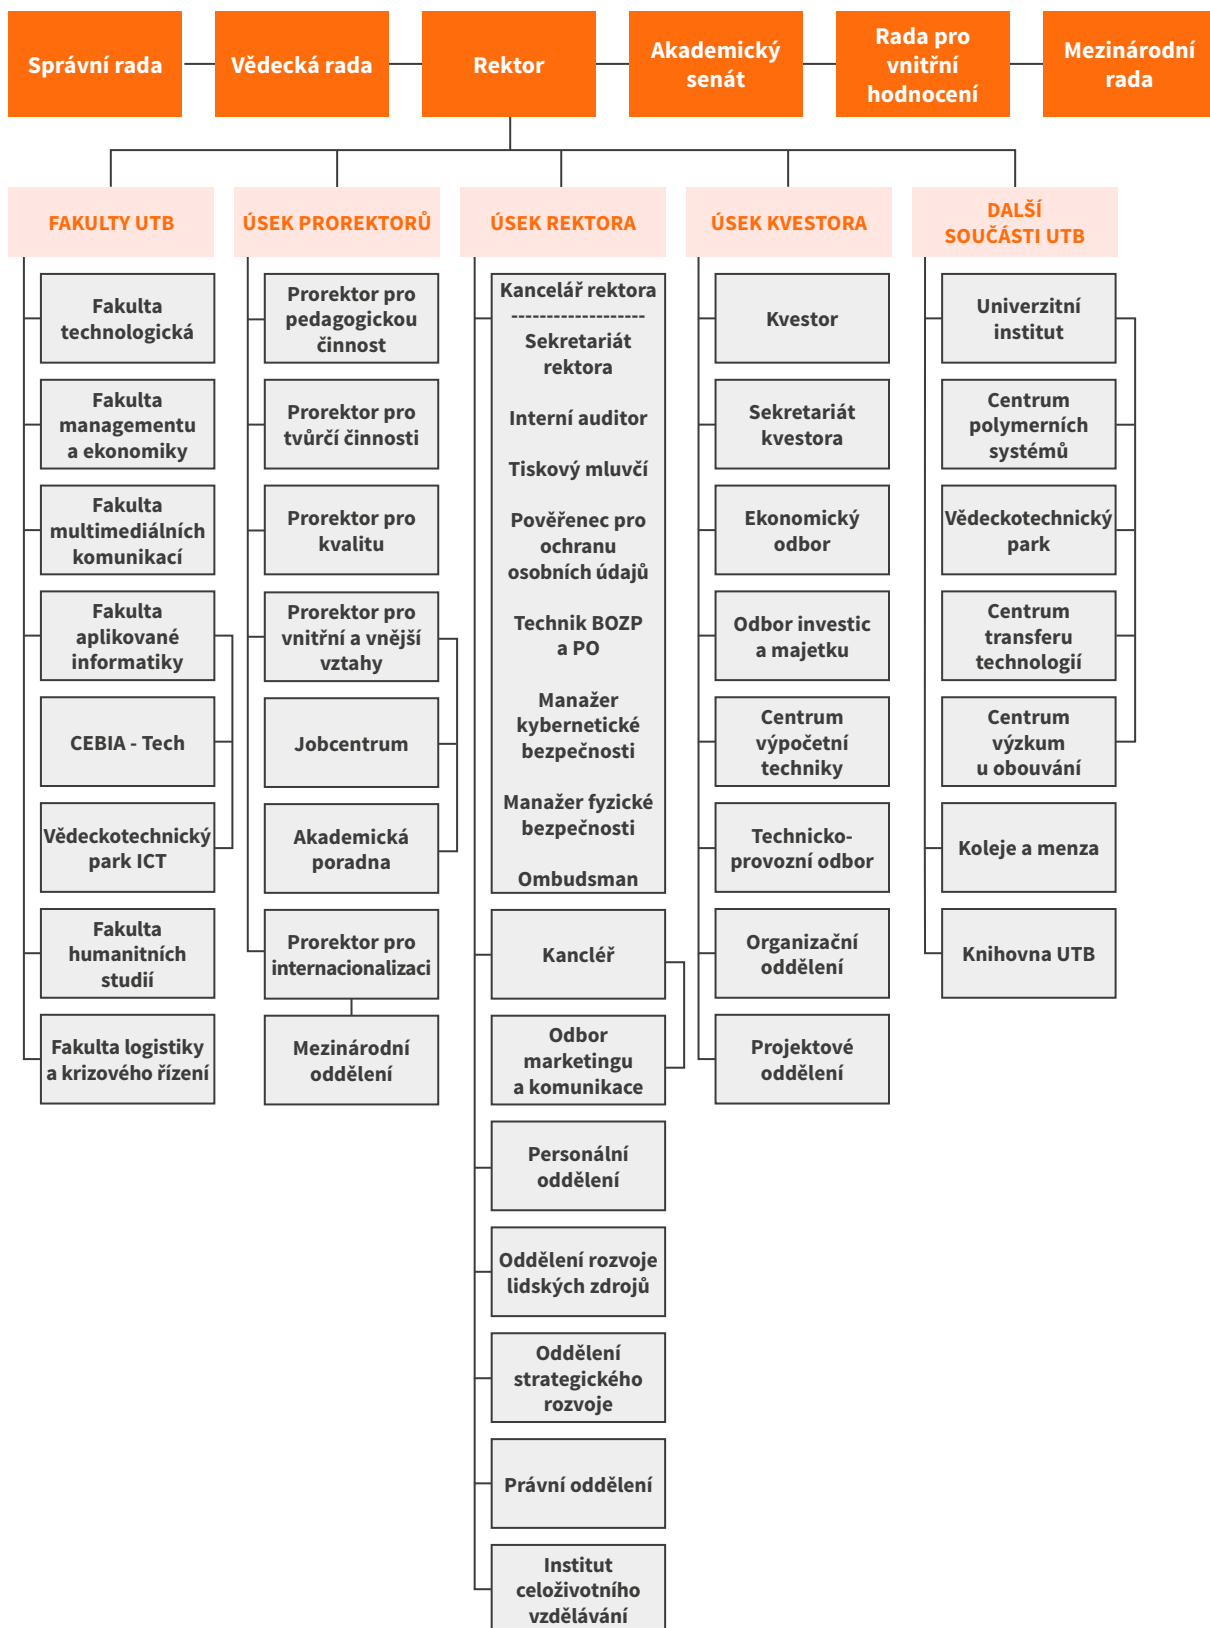 Správní rada
Vědecká rada
Rektor
Akademický
senát
Rada pro
vnitřní
hodnocení
Mezinárodní
rada
FAKULTY UTB
Fakulta
technologická
Fakulta
managementu
a ekonomiky
Fakulta
multimediálních
komunikací
Fakulta
aplikované
informatiky
CEBIA - Tech
Vědeckotechnický
park ICT
Fakulta
humanitních
studií
Fakulta logistiky
a krizového řízení
ÚSEK PROREKTORŮ
Prorektor pro
pedagogickou
činnost
Prorektor pro
tvůrčí činnosti
Prorektor pro
kvalitu
Prorektor pro
vnitřní a vnější
vztahy
Jobcentrum
Akademická
poradna
Prorektor pro
internacionalizaci
Mezinárodní
oddělení
ÚSEK REKTORA
Kancelář rektora
-------------------
Sekretariát
rektora
Interní auditor
Tiskový mluvčí
Pověřenec pro
ochranu
osobních údajů
Technik BOZP
a PO
Manažer
kybernetické
bezpečnosti
Manažer fyzické
bezpečnosti
Ombudsman
Kancléř
Odbor
marketingu
a komunikace
Personální
oddělení
Oddělení rozvoje
lidských zdrojů
Oddělení
strategického
rozvoje
Právní oddělení
Institut
celoživotního
vzdělávání
ÚSEK KVESTORA
Kvestor
Sekretariát
kvestora
Ekonomický
odbor
Odbor investic
a majetku
Centrum
výpočetní
techniky
Technicko-
provozní odbor
Organizační
oddělení
Projektové
oddělení
DALŠÍ
SOUČÁSTI UTB
Univerzitní
institut
Centrum
polymerních
systémů
Vědeckotechnický
park
Centrum
transferu
technologií
Centrum
výzkum
u obouvání
Koleje a menza
Knihovna UTB